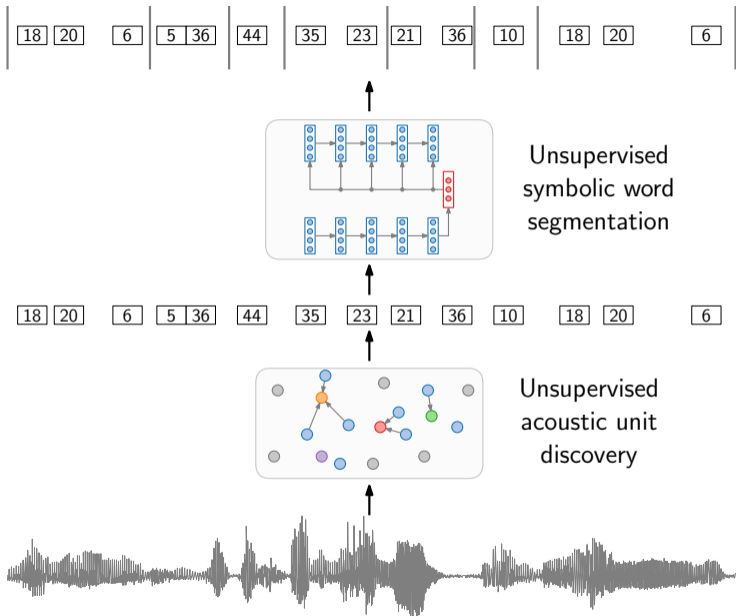 18 20 6 5 36 44 35 23 21 36 10 18 20 6
Unsupervised
symbolic word
segmentation
18 20 6 5 36 44 35 23 21 36 10 18 20 6
Unsupervised
acoustic unit
discovery